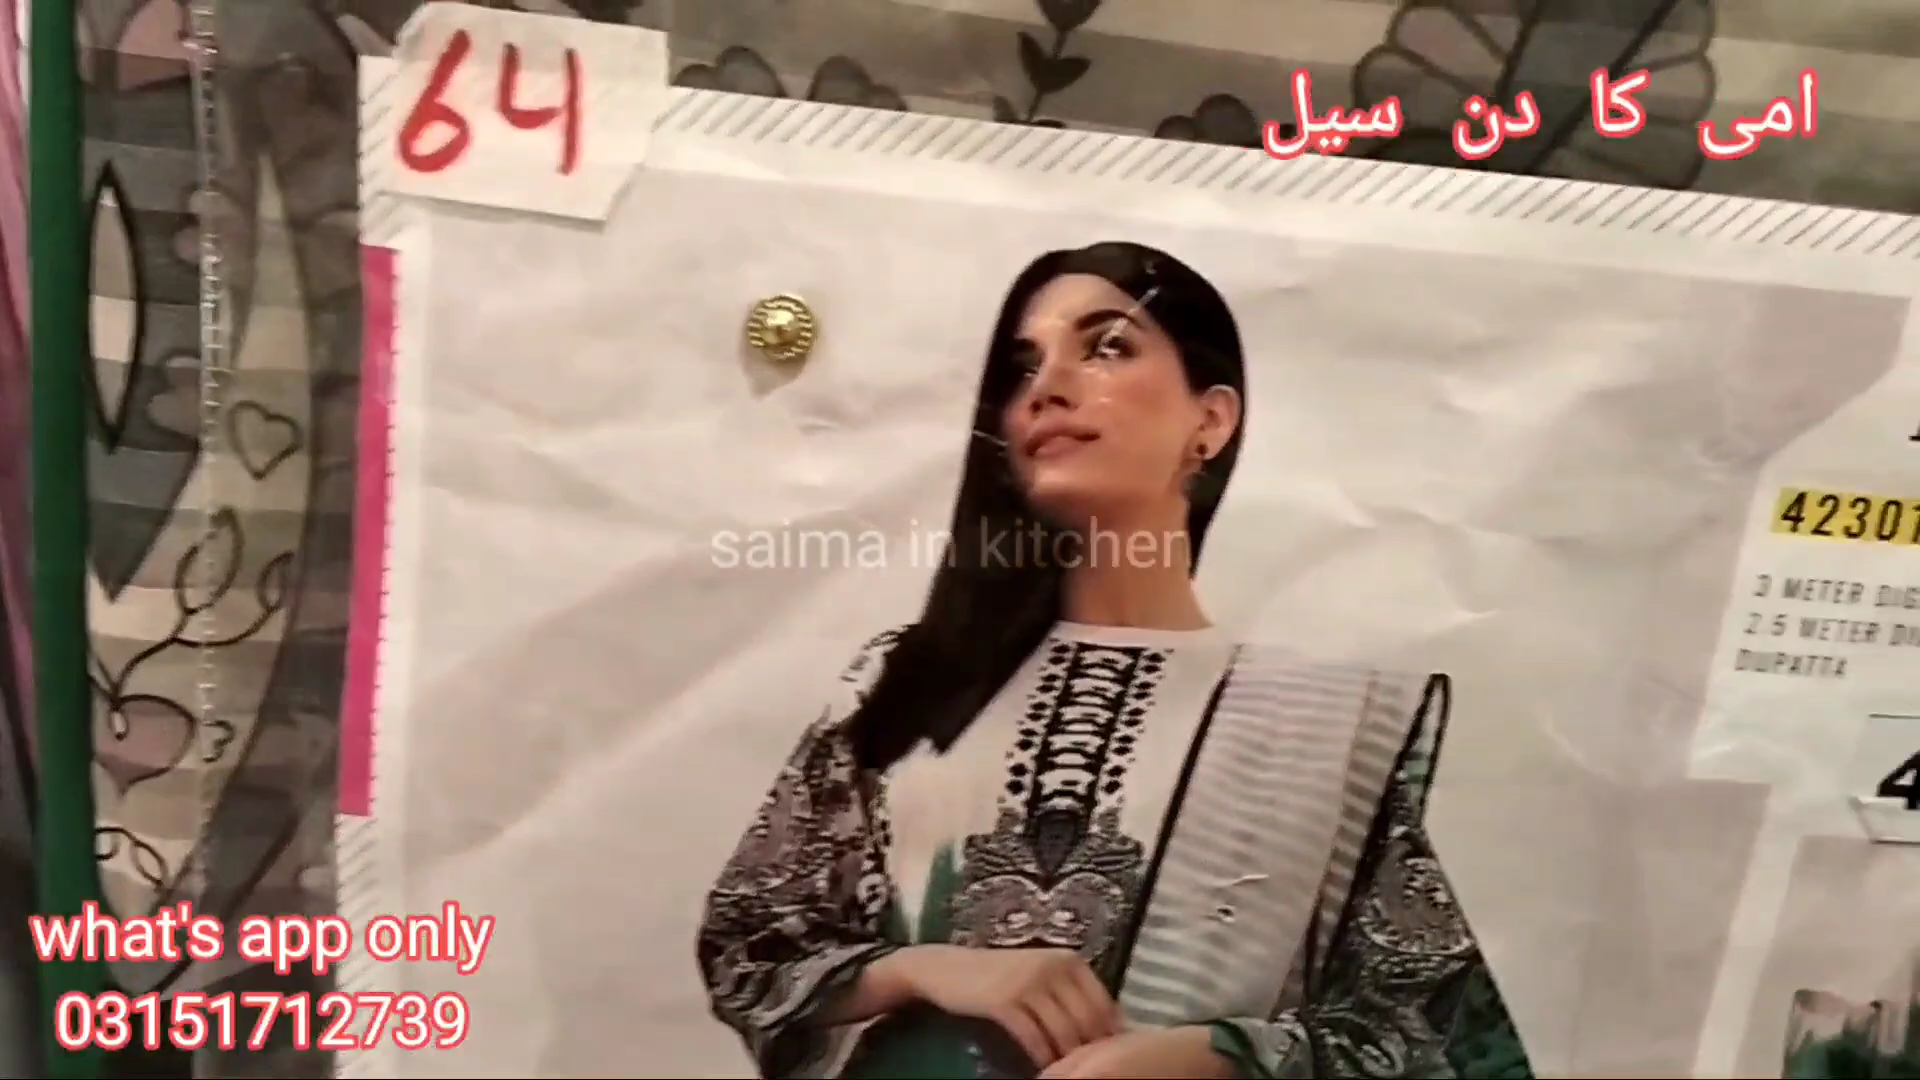 64
امی کا دن سیل
42301
3 METER
2.5 METER
DUPATTA
saima in kitchen
what's app only
03151712739